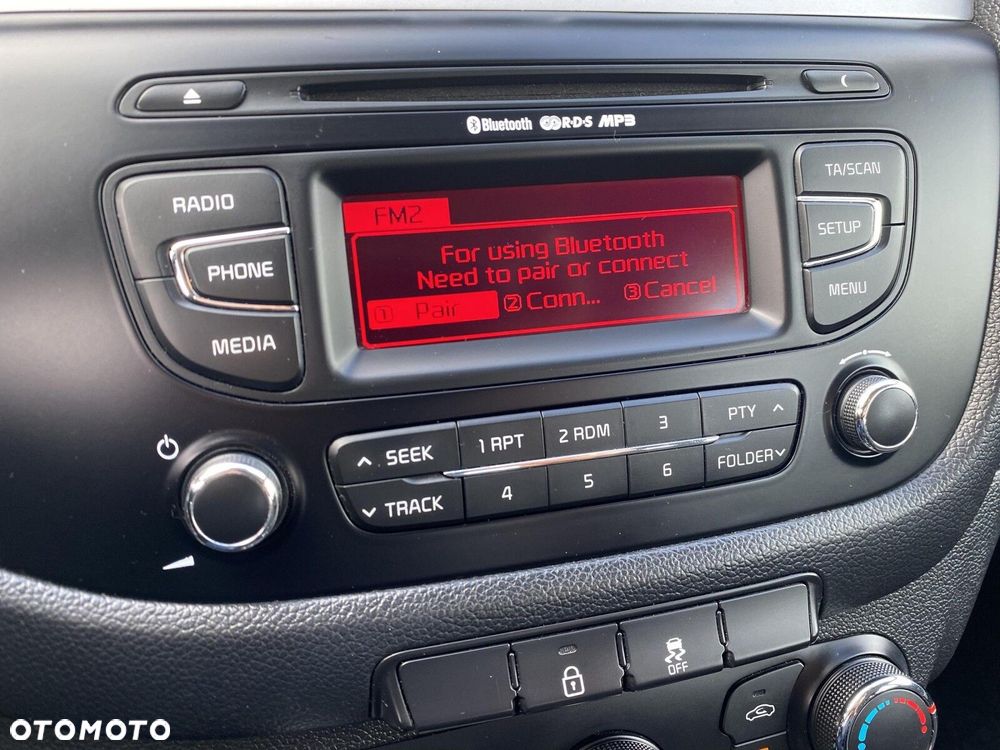 Bluetooth R·D·S MP3
RADIO
PHONE
MEDIA
FM2
For using Bluetooth
Need to pair or connect
1 Pair 2 Conn... 3 Cancel
TA/SCAN
SETUP
MENU
SEEK 1 RPT 2 RDM 3 PTY
TRACK 4 5 6 FOLDER
OFF
OTOMOTO